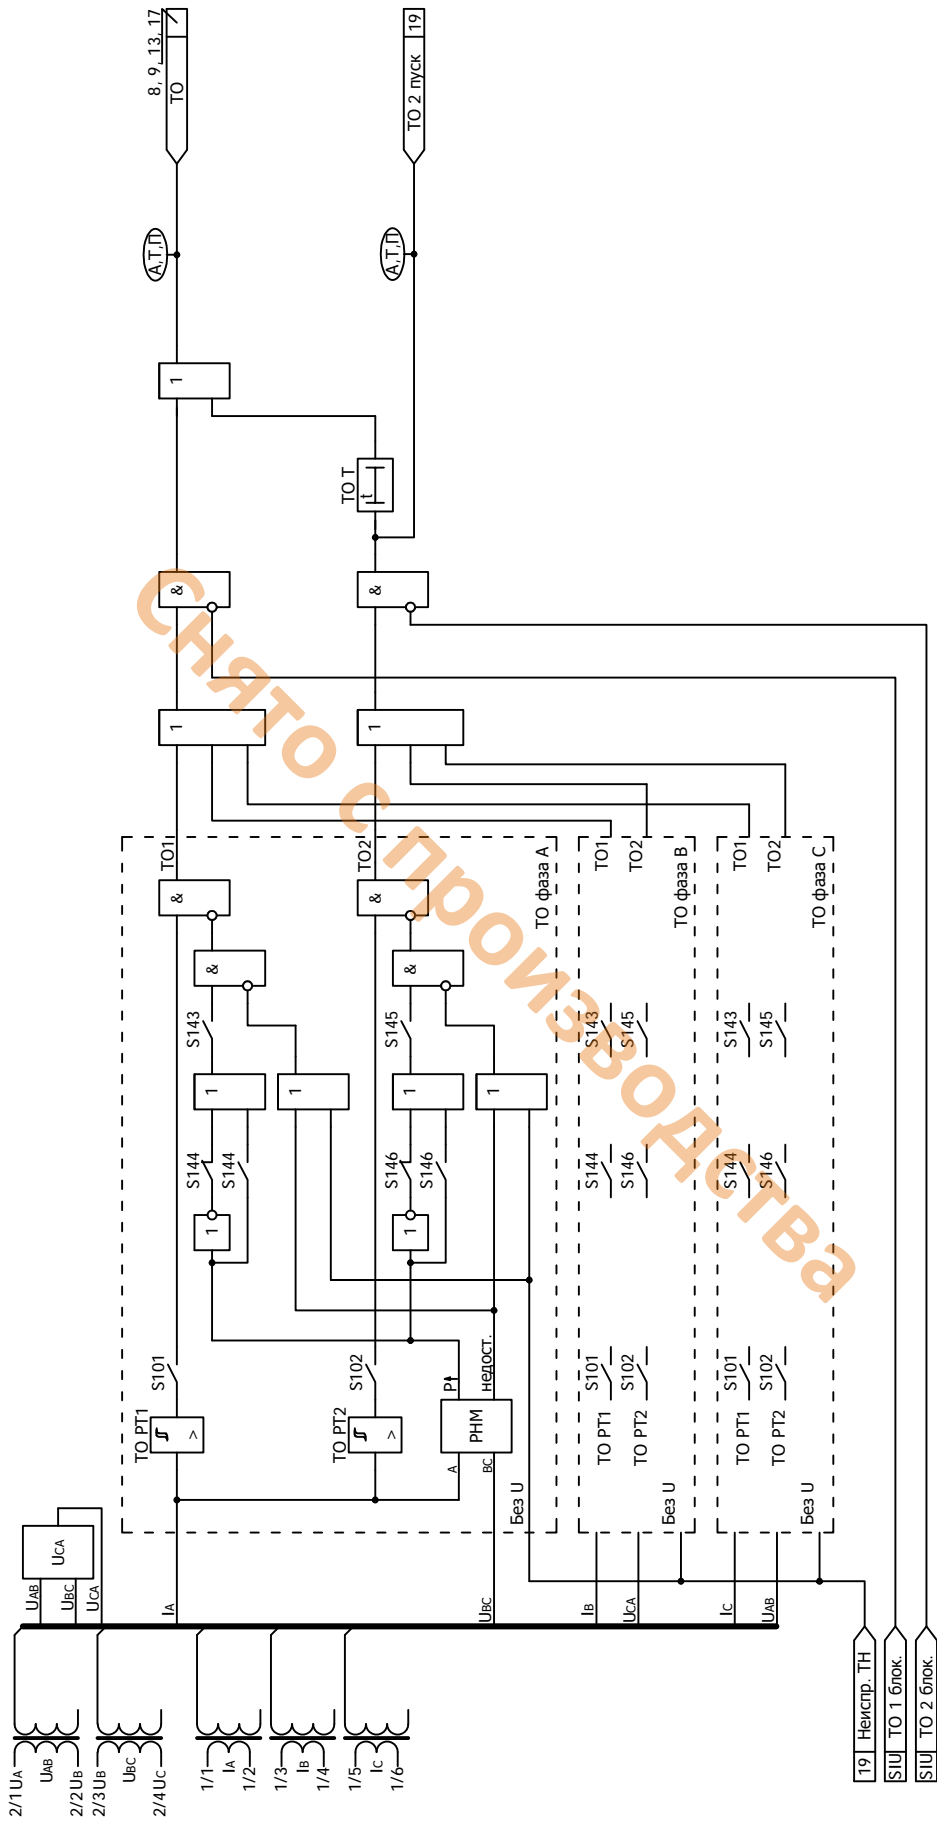 8, 9, 13, 17
ТО
ТО 2 пуск
19
А,Т,П
А,Т,П
1
ТО Т
t
&
&
1
1
ТО1
ТО2
&
&
ТО фаза А
&
&
S143
S145
1
1
1
1
S144
S144
S146
S146
1
1
S101
S102
P
недост.
ТО РТ1
>
ТО РТ2
>
РНМ
А
ВС
Без U
ТО1
ТО2
ТО фаза В
S143
S145
S144
S146
S101
S102
ТО РТ1
ТО РТ2
Без U
ТО1
ТО2
ТО фаза С
S143
S145
S144
S146
S101
S102
ТО РТ1
ТО РТ2
Без U
UCA
UAB
UBC
UCA
IA
UBC
IB
UCA
IC
UAB
2/1 UA
UAB
2/2 UB
2/3 UB
UBC
2/4 UC
1/1
IA
1/2
1/3
IB
1/4
1/5
IC
1/6
19 Неиспр. ТН
SIU ТО 1 блок.
SIU ТО 2 блок.
Снято с производства